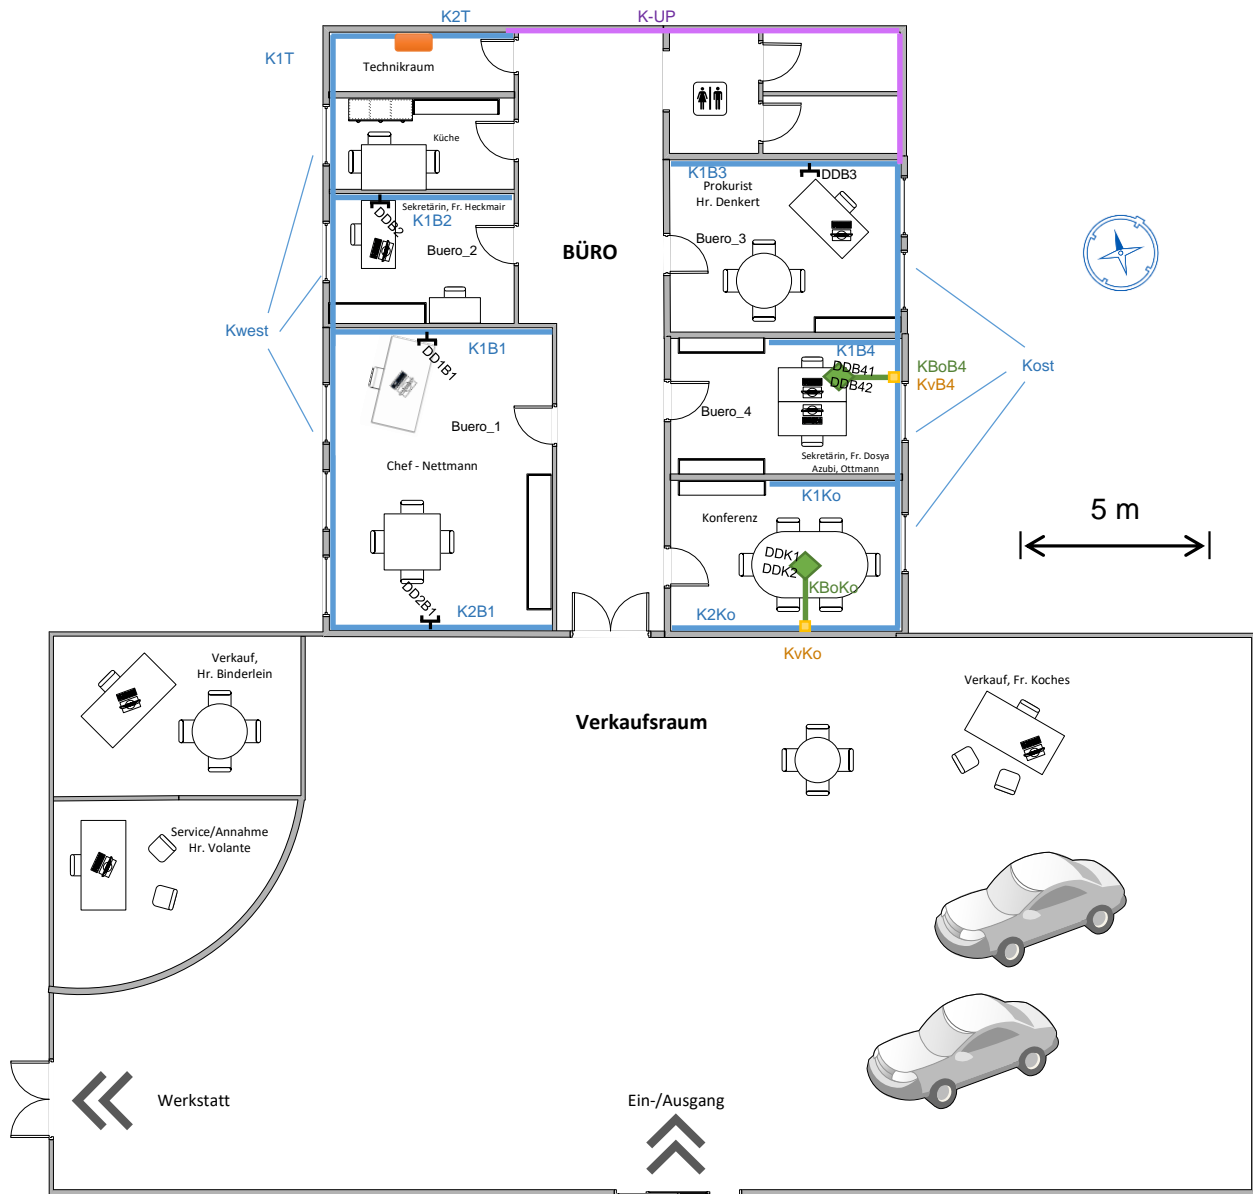 K2T
K-UP
K1T
Technikraum
Küche
K1B3
DDB3
Prokurist
Hr. Denkert
Sekretärin, Fr. Heckmair
K1B2
DDB2
Buero_2
BÜRO
Buero_3
Kwest
K1B1
DD1B1
K1B4
DDB41
DDB42
KBoB4
KvB4
Kost
Buero_1
Buero_4
Chef - Nettmann
Sekretärin, Fr. Dosya
Azubi, Ottmann
K1Ko
5 m
Konferenz
DDK1
DDK2
KBoKo
DD2B1
K2B1
K2Ko
KvKo
Verkauf,
Hr. Binderlein
Verkauf, Fr. Koches
Verkaufsraum
Service/Annahme
Hr. Volante
Werkstatt
Ein-/Ausgang